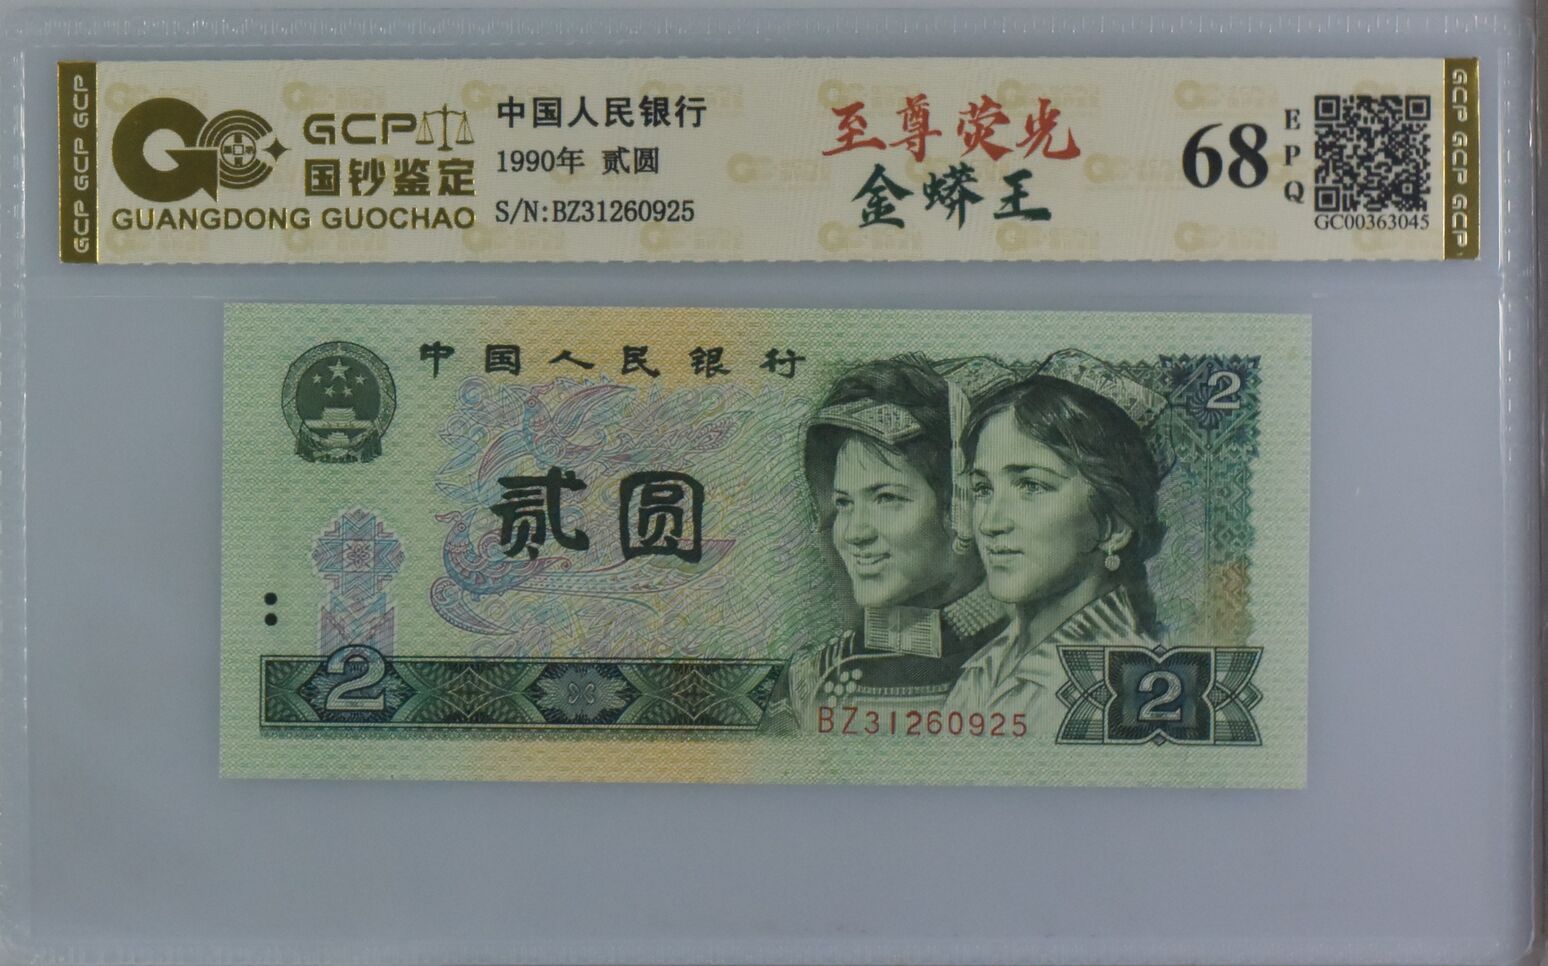 GCP GCP GCP
GCP
国钞鉴定
GUANGDONG GUOCHAO
中国人民银行
1990年 贰圆
S/N:BZ31260925
至尊荧光
金蟒王
68
EPQ
GC00363045
GCP GCP GCP
中国人民银行
2
贰圆
2
BZ31260925
2